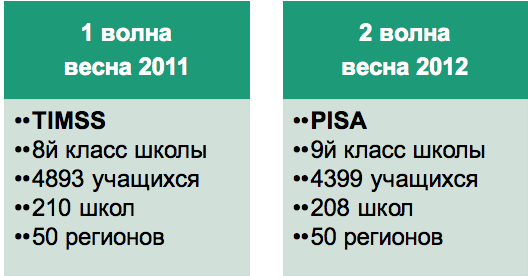 1 волна
весна 2011
••TIMSS
••8й класс школы
••4893 учащихся
••210 школ
••50 регионов
2 волна
весна 2012
••PISA
••9й класс школы
••4399 учащихся
••208 школ
••50 регионов